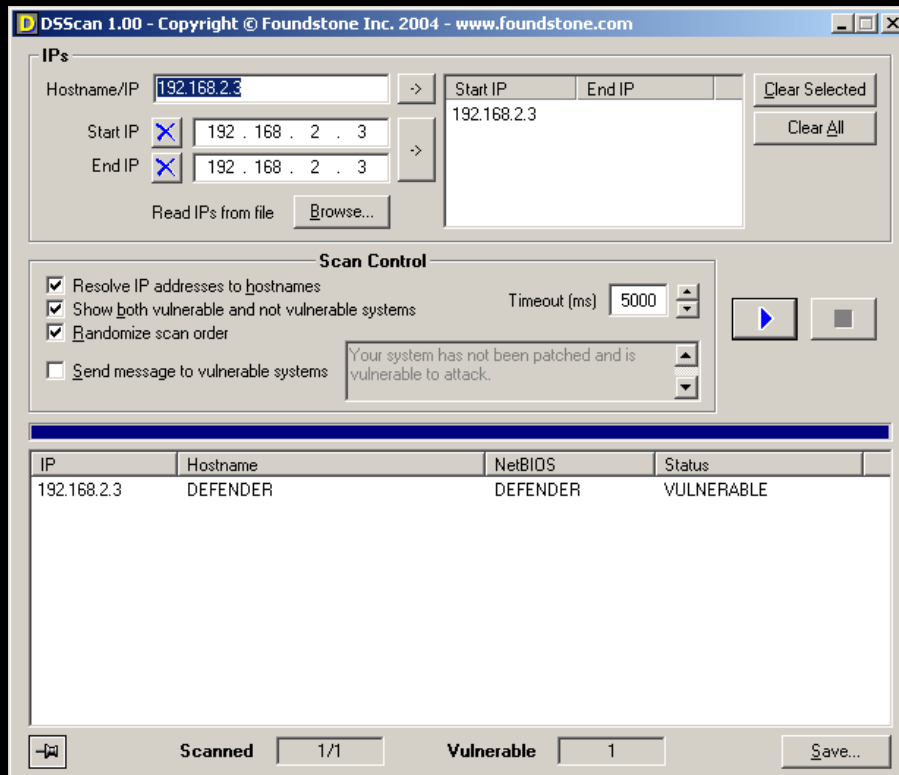 DSScan 1.00 - Copyright © Foundstone Inc. 2004 - www.foundstone.com
IPs
Hostname/IP 192.168.2.3 ->
Start IP 192 . 168 . 2 . 3
End IP 192 . 168 . 2 . 3
->
Read IPs from file Browse...
Start IP End IP
192.168.2.3
Clear Selected
Clear All
Scan Control
Resolve IP addresses to hostnames
Show both vulnerable and not vulnerable systems
Randomize scan order
Timeout (ms) 5000
Send message to vulnerable systems
Your system has not been patched and is
vulnerable to attack.
IP Hostname NetBIOS Status
192.168.2.3 DEFENDER DEFENDER VULNERABLE
Scanned 1/1 Vulnerable 1 Save...